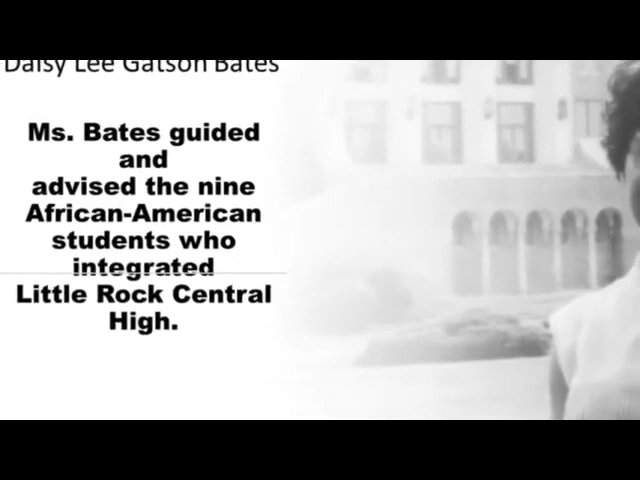 Daisy Lee Gatson Bates
Ms. Bates guided
and
advised the nine
African-American
students who
integrated
Little Rock Central
High.